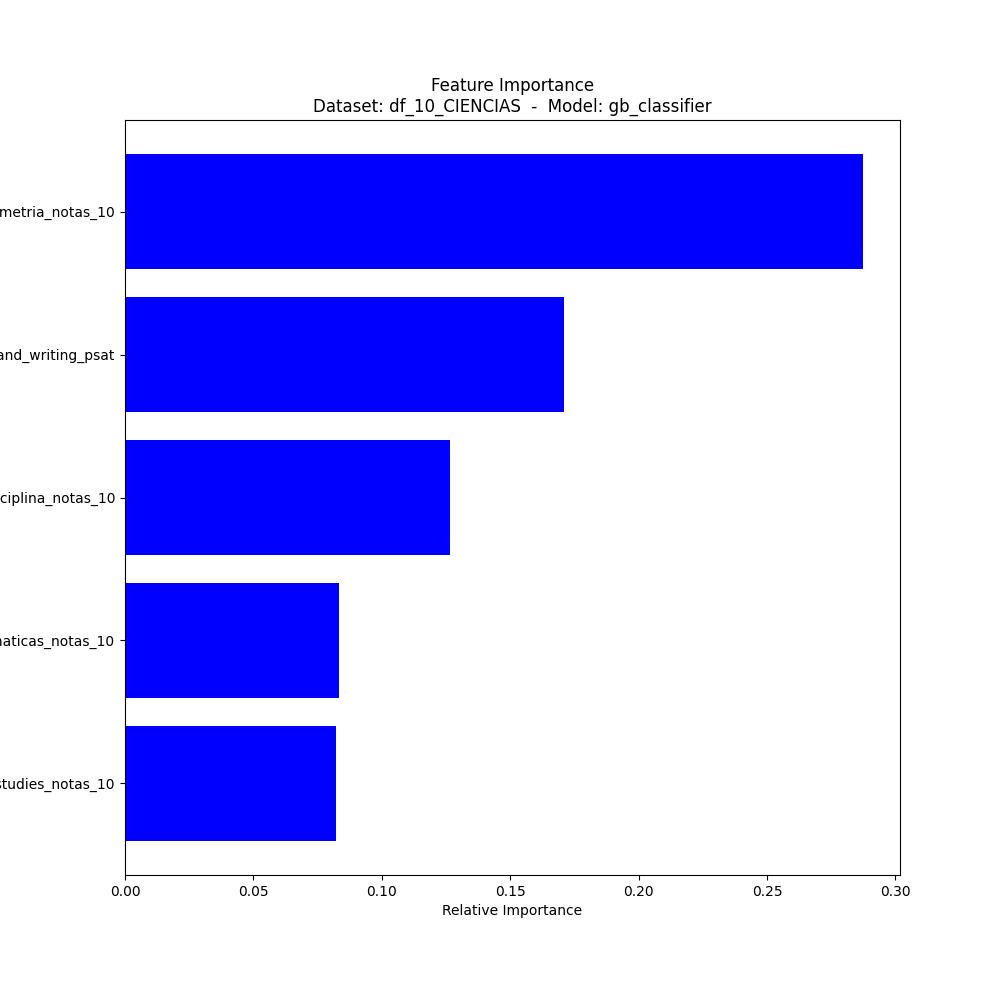 Feature Importance
Dataset: df_10_CIENCIAS - Model: gb_classifier
metria_notas_10
and_writing_psat
ciplina_notas_10
naticas_notas_10
studies_notas_10
0.00 0.05 0.10 0.15 0.20 0.25 0.30
Relative Importance